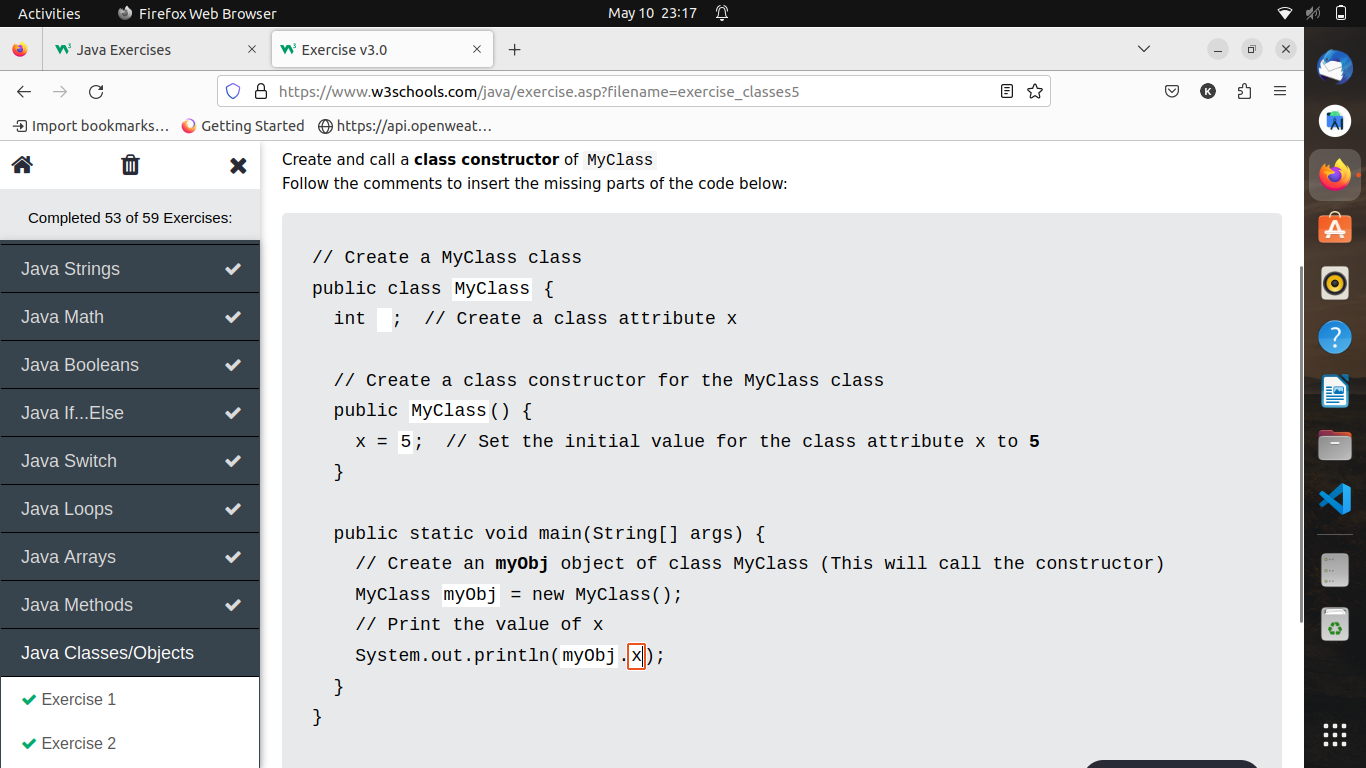 Activities Firefox Web Browser May 10 23:17
Java Exercises Exercise v3.0
https://www.w3schools.com/java/exercise.asp?filename=exercise_classes5 K
Import bookmarks… Getting Started https://api.openweat…
Completed 53 of 59 Exercises:
Java Strings
Java Math
Java Booleans
Java If...Else
Java Switch
Java Loops
Java Arrays
Java Methods
Java Classes/Objects
Exercise 1
Exercise 2
Create and call a class constructor of MyClass
Follow the comments to insert the missing parts of the code below:
// Create a MyClass class
public class MyClass {
int ; // Create a class attribute x
// Create a class constructor for the MyClass class
public MyClass() {
x = 5; // Set the initial value for the class attribute x to 5
}
public static void main(String[] args) {
// Create an myObj object of class MyClass (This will call the constructor)
MyClass myObj = new MyClass();
// Print the value of x
System.out.println(myObj.x);
}
}